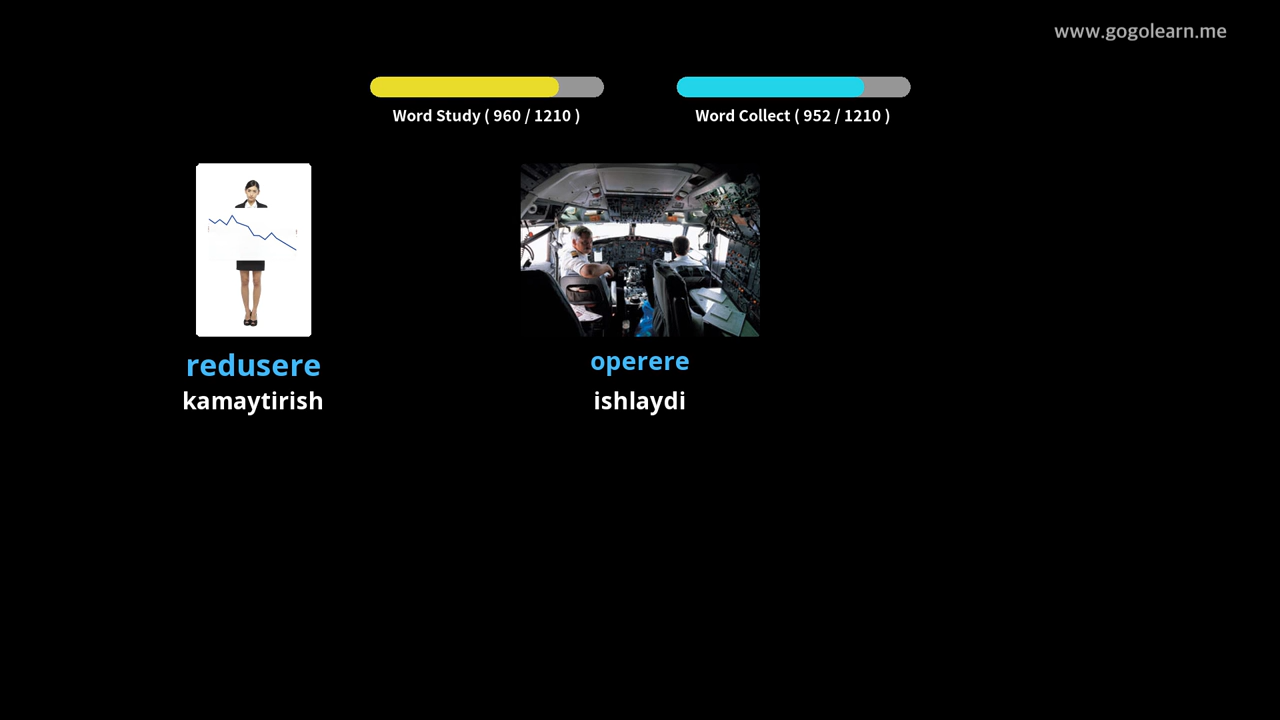 www.gogolearn.me
Word Study ( 960 / 1210 )
Word Collect ( 952 / 1210 )
redusere
kamaytirish
operere
ishlaydi